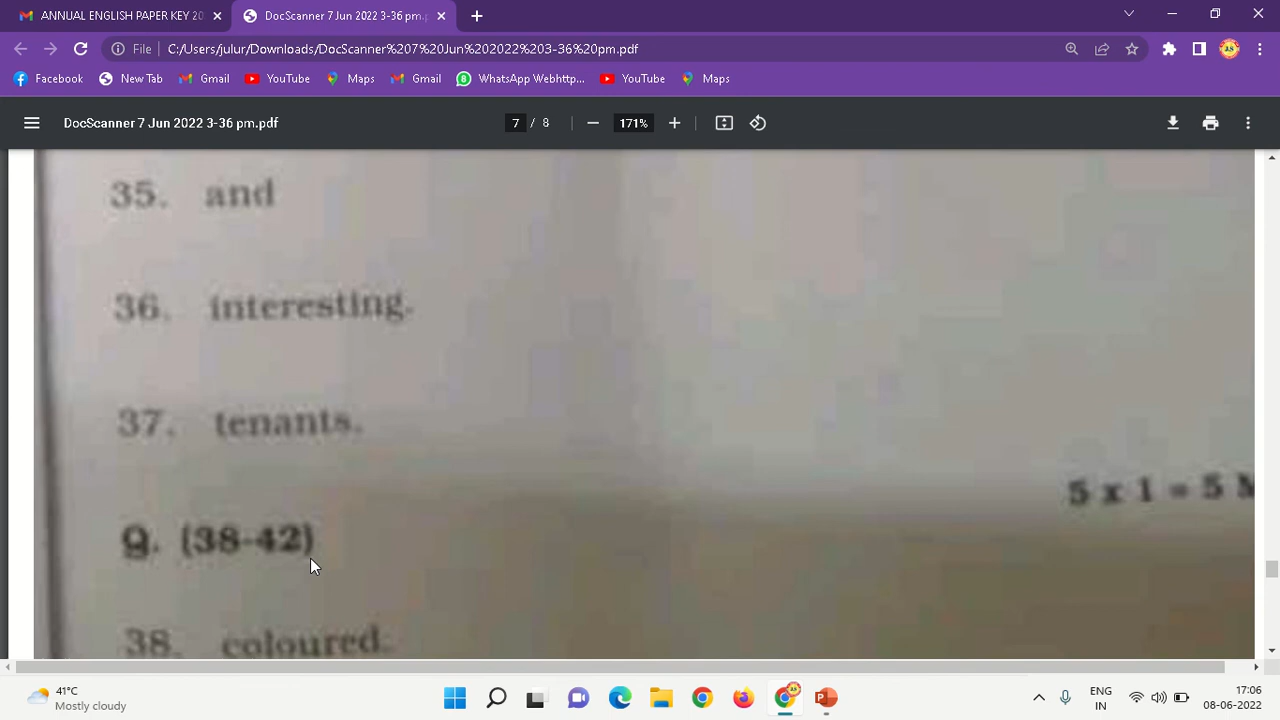 ANNUAL ENGLISH PAPER KEY 20
DocScanner 7 Jun 2022 3-36 pm.p
File C:/Users/julur/Downloads/DocScanner%207%20Jun%202022%203-36%20pm.pdf
Facebook New Tab Gmail YouTube Maps Gmail WhatsApp Webhttp... YouTube Maps
DocScanner 7 Jun 2022 3-36 pm.pdf 7 / 8 171%
35. and
36. interesting.
37. tenants.
5 x 1 = 5 M
Q. (38-42)
38. coloured.
41°C
Mostly cloudy
ENG
IN
17:06
08-06-2022